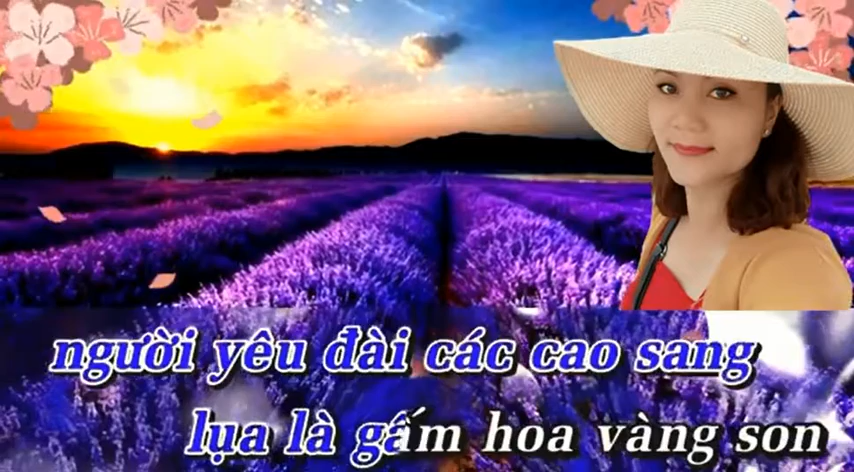 người yêu đài các cao sang
lụa là gấm hoa vàng son